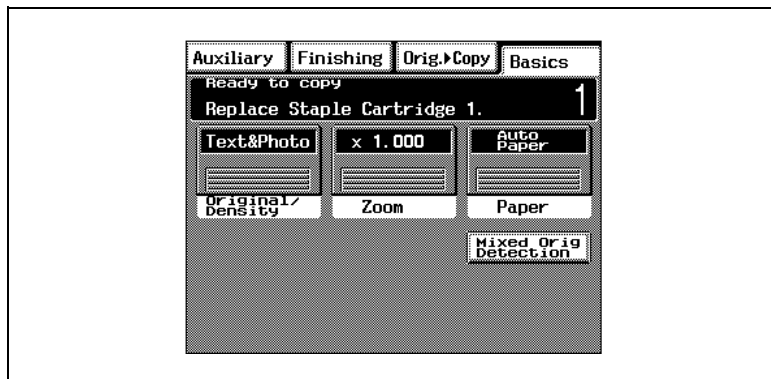 Auxiliary Finishing Orig.▸Copy Basics
Ready to copy 1
Replace Staple Cartridge 1.
Text&Photo x 1.000 Auto Paper
Original/Density Zoom Paper
Mixed Orig
Detection